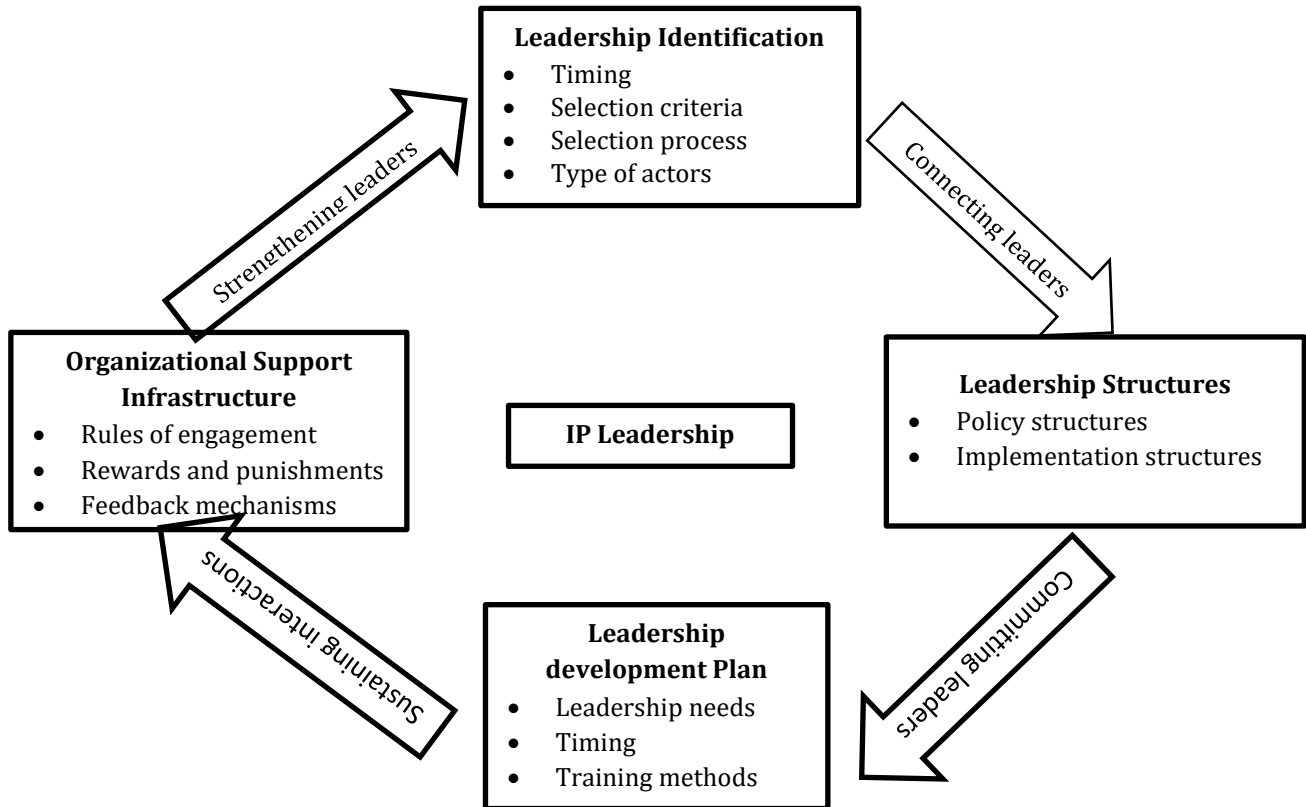 Leadership Identification
• Timing
• Selection criteria
• Selection process
• Type of actors
Strengthening leaders
Connecting leaders
Organizational Support
Infrastructure
• Rules of engagement
• Rewards and punishments
• Feedback mechanisms
IP Leadership
Leadership Structures
• Policy structures
• Implementation structures
Sustaining interactions
Leadership
development Plan
• Leadership needs
• Timing
• Training methods
Committing leaders